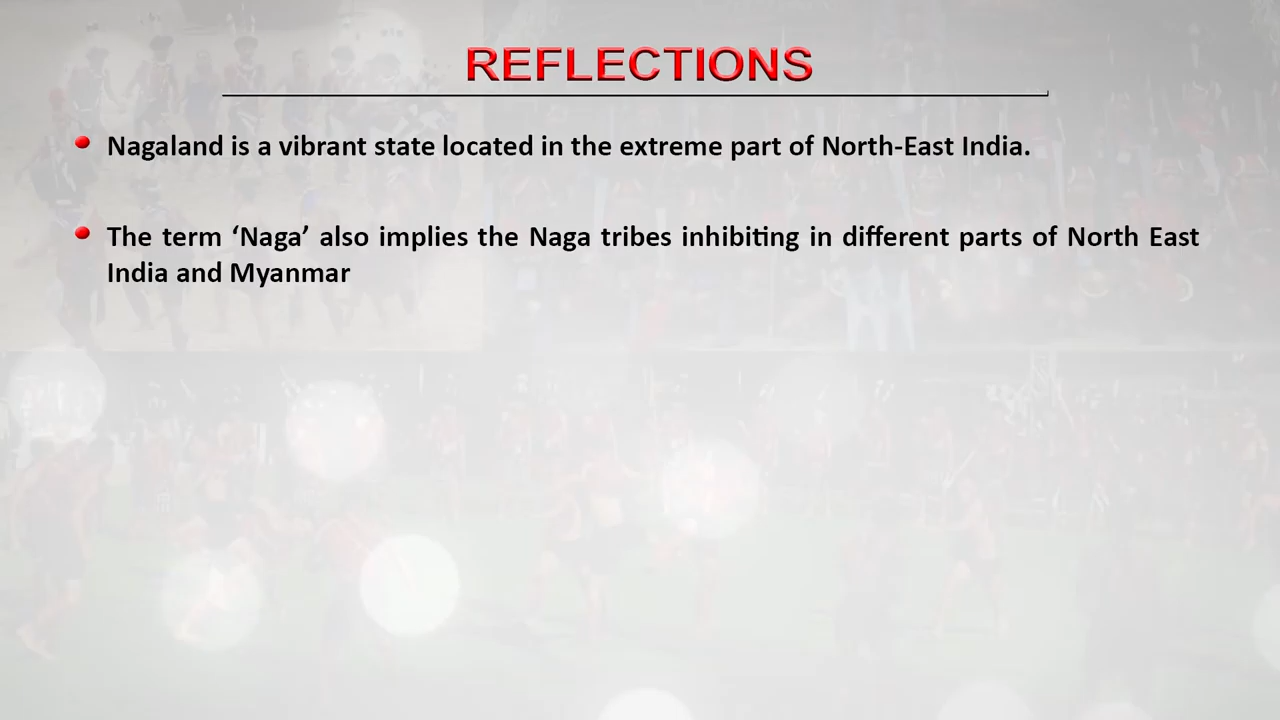 REFLECTIONS
Nagaland is a vibrant state located in the extreme part of North-East India.
The term ‘Naga’ also implies the Naga tribes inhibiting in different parts of North East
India and Myanmar